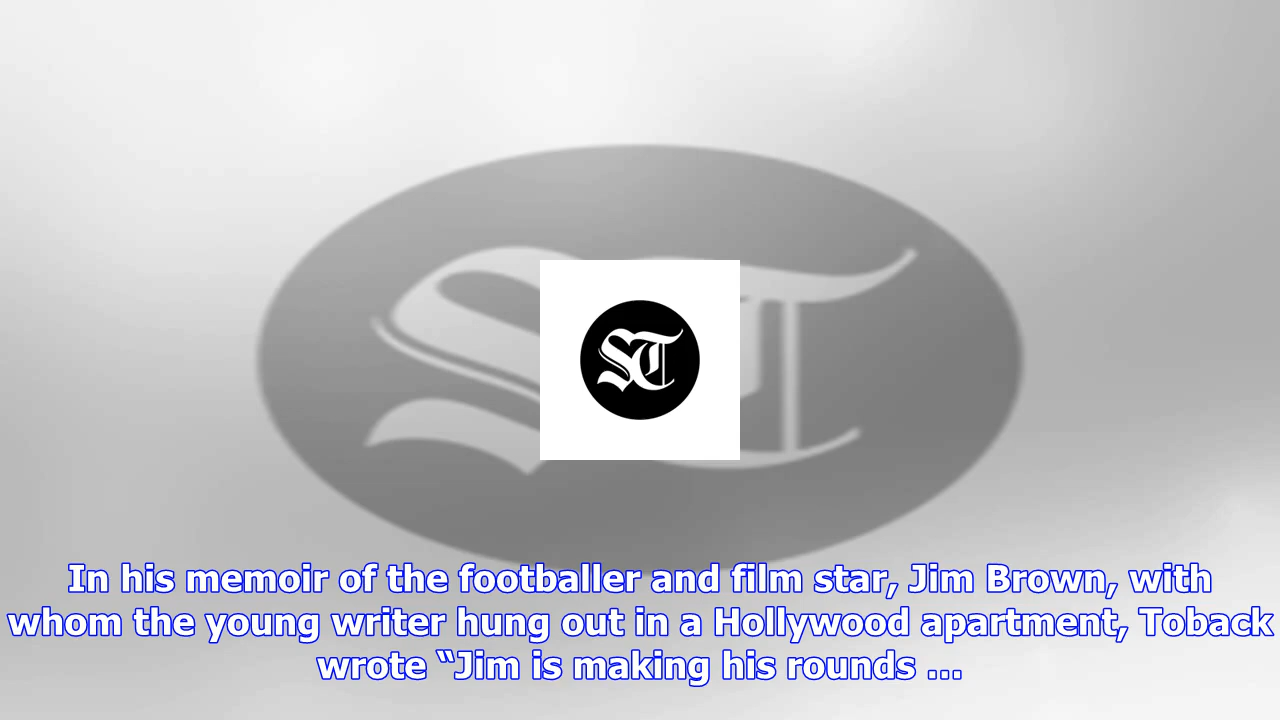 ST
In his memoir of the footballer and film star, Jim Brown, with
whom the young writer hung out in a Hollywood apartment, Toback
wrote “Jim is making his rounds ...